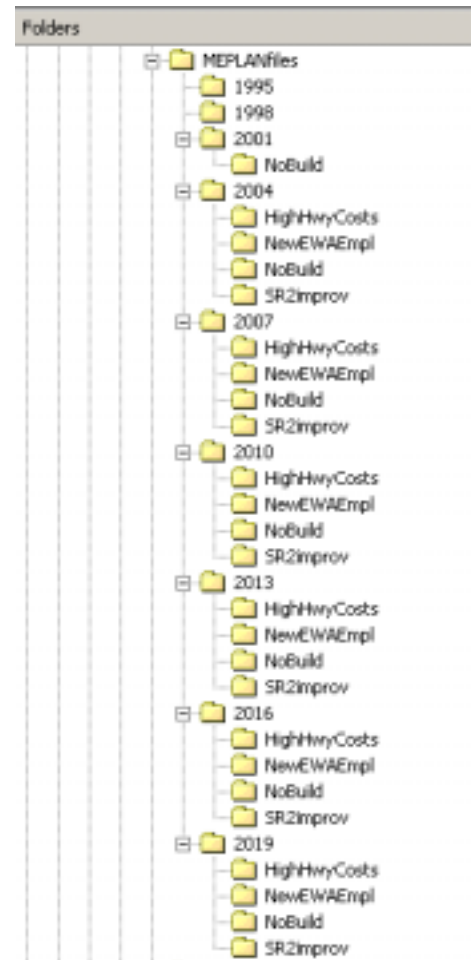 Folders
MEPLANfiles
1995
1998
2001
NoBuild
2004
HighHwyCosts
NewEWAEmpl
NoBuild
SR2improv
2007
HighHwyCosts
NewEWAEmpl
NoBuild
SR2improv
2010
HighHwyCosts
NewEWAEmpl
NoBuild
SR2improv
2013
HighHwyCosts
NewEWAEmpl
NoBuild
SR2improv
2016
HighHwyCosts
NewEWAEmpl
NoBuild
SR2improv
2019
HighHwyCosts
NewEWAEmpl
NoBuild
SR2improv